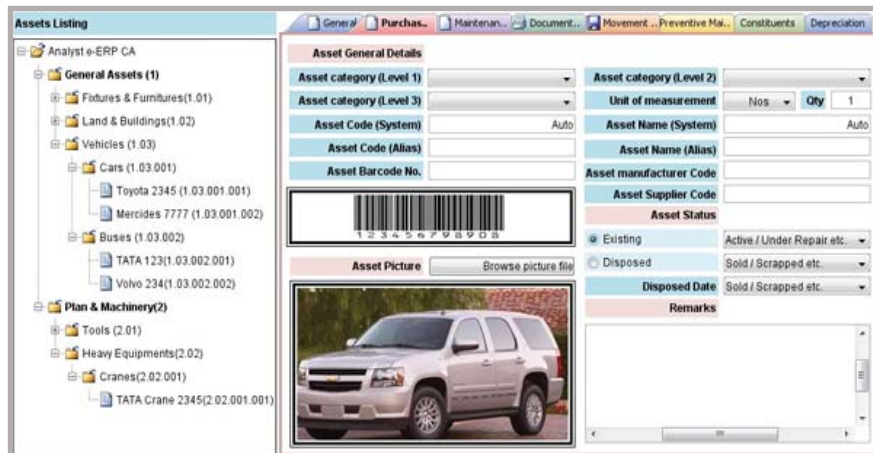 Assets Listing
General Purchas.. Maintenan.. Document.. Movement .. Preventive Mai.. Constituents Depreciation
Analyst e-ERP CA
General Assets (1)
Fixtures & Furnitures(1.01)
Land & Buildings(1.02)
Vehicles (1.03)
Cars (1.03.001)
Toyota 2345 (1.03.001.001)
Mercides 7777 (1.03.001.002)
Buses (1.03.002)
TATA 123(1.03.002.001)
Volvo 234(1.03.002.002)
Plan & Machinery(2)
Tools (2.01)
Heavy Equipments(2.02)
Cranes(2.02.001)
TATA Crane 2345(2.02.001.001)
Asset General Details
Asset category (Level 1) Asset category (Level 2)
Asset category (Level 3) Unit of measurement Nos Qty 1
Asset Code (System) Auto Asset Name (System) Auto
Asset Code (Alias) Asset Name (Alias)
Asset Barcode No. Asset manufacturer Code
Asset Supplier Code
1 2 3 4 5 6 7 9 8 9 0 8
Asset Status
Existing Active / Under Repair etc.
Asset Picture Browse picture file Disposed Sold / Scrapped etc.
Disposed Date Sold / Scrapped etc.
Remarks